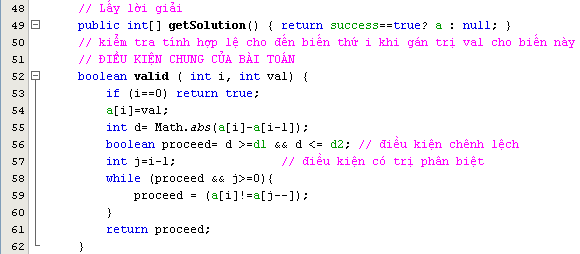 48 // Lấy lời giải
49 public int[] getSolution() { return success==true? a : null; }
50 // kiểm tra tính hợp lệ cho đến biến thứ i khi gán trị val cho biến này
51 // ĐIỀU KIỆN CHUNG CỦA BÀI TOÁN
52 boolean valid ( int i, int val) {
53 if (i==0) return true;
54 a[i]=val;
55 int d= Math.abs(a[i]-a[i-1]);
56 boolean proceed= d >=d1 && d <= d2; // điều kiện chênh lệch
57 int j=i-1; // điều kiện có trị phân biệt
58 while (proceed && j>=0){
59 proceed = (a[i]!=a[j--]);
60 }
61 return proceed;
62 }